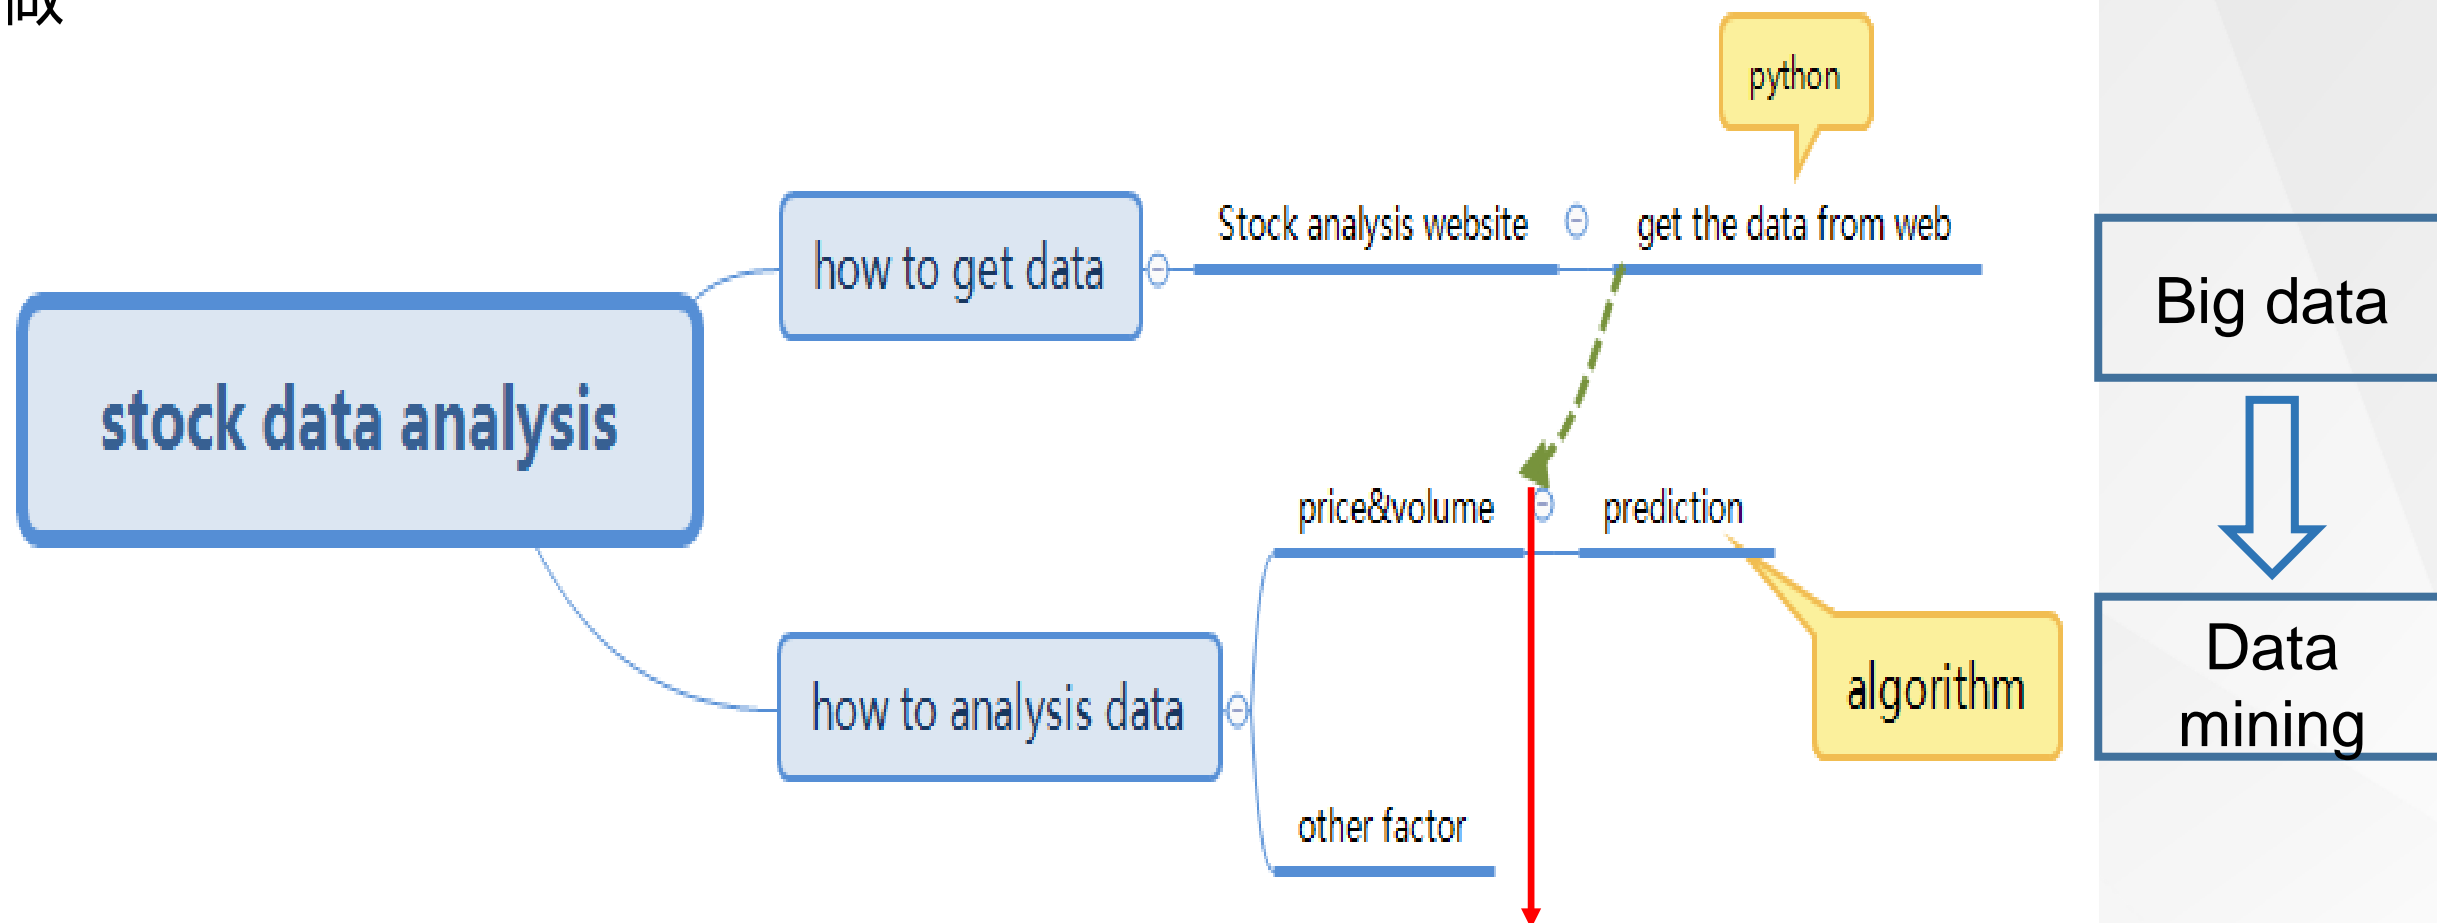 做
python
Stock analysis website
get the data from web
how to get data
Big data
stock data analysis
price&volume
prediction
Data
mining
algorithm
how to analysis data
other factor